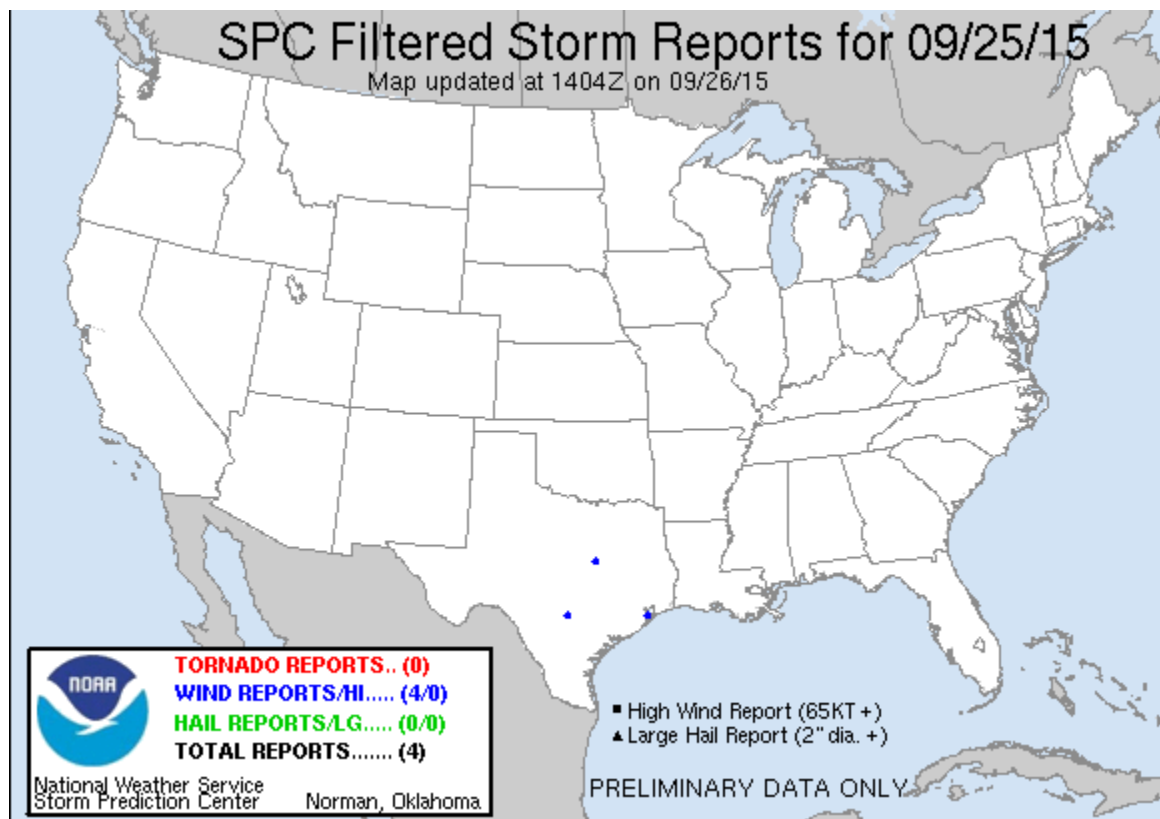 SPC Filtered Storm Reports for 09/25/15
Map updated at 1404Z on 09/26/15
NOAA
TORNADO REPORTS.. (0)
WIND REPORTS/HI..... (4/0)
HAIL REPORTS/LG..... (0/0)
TOTAL REPORTS....... (4)
National Weather Service
Storm Prediction Center Norman, Oklahoma
High Wind Report (65KT +)
Large Hail Report (2" dia. +)
PRELIMINARY DATA ONLY